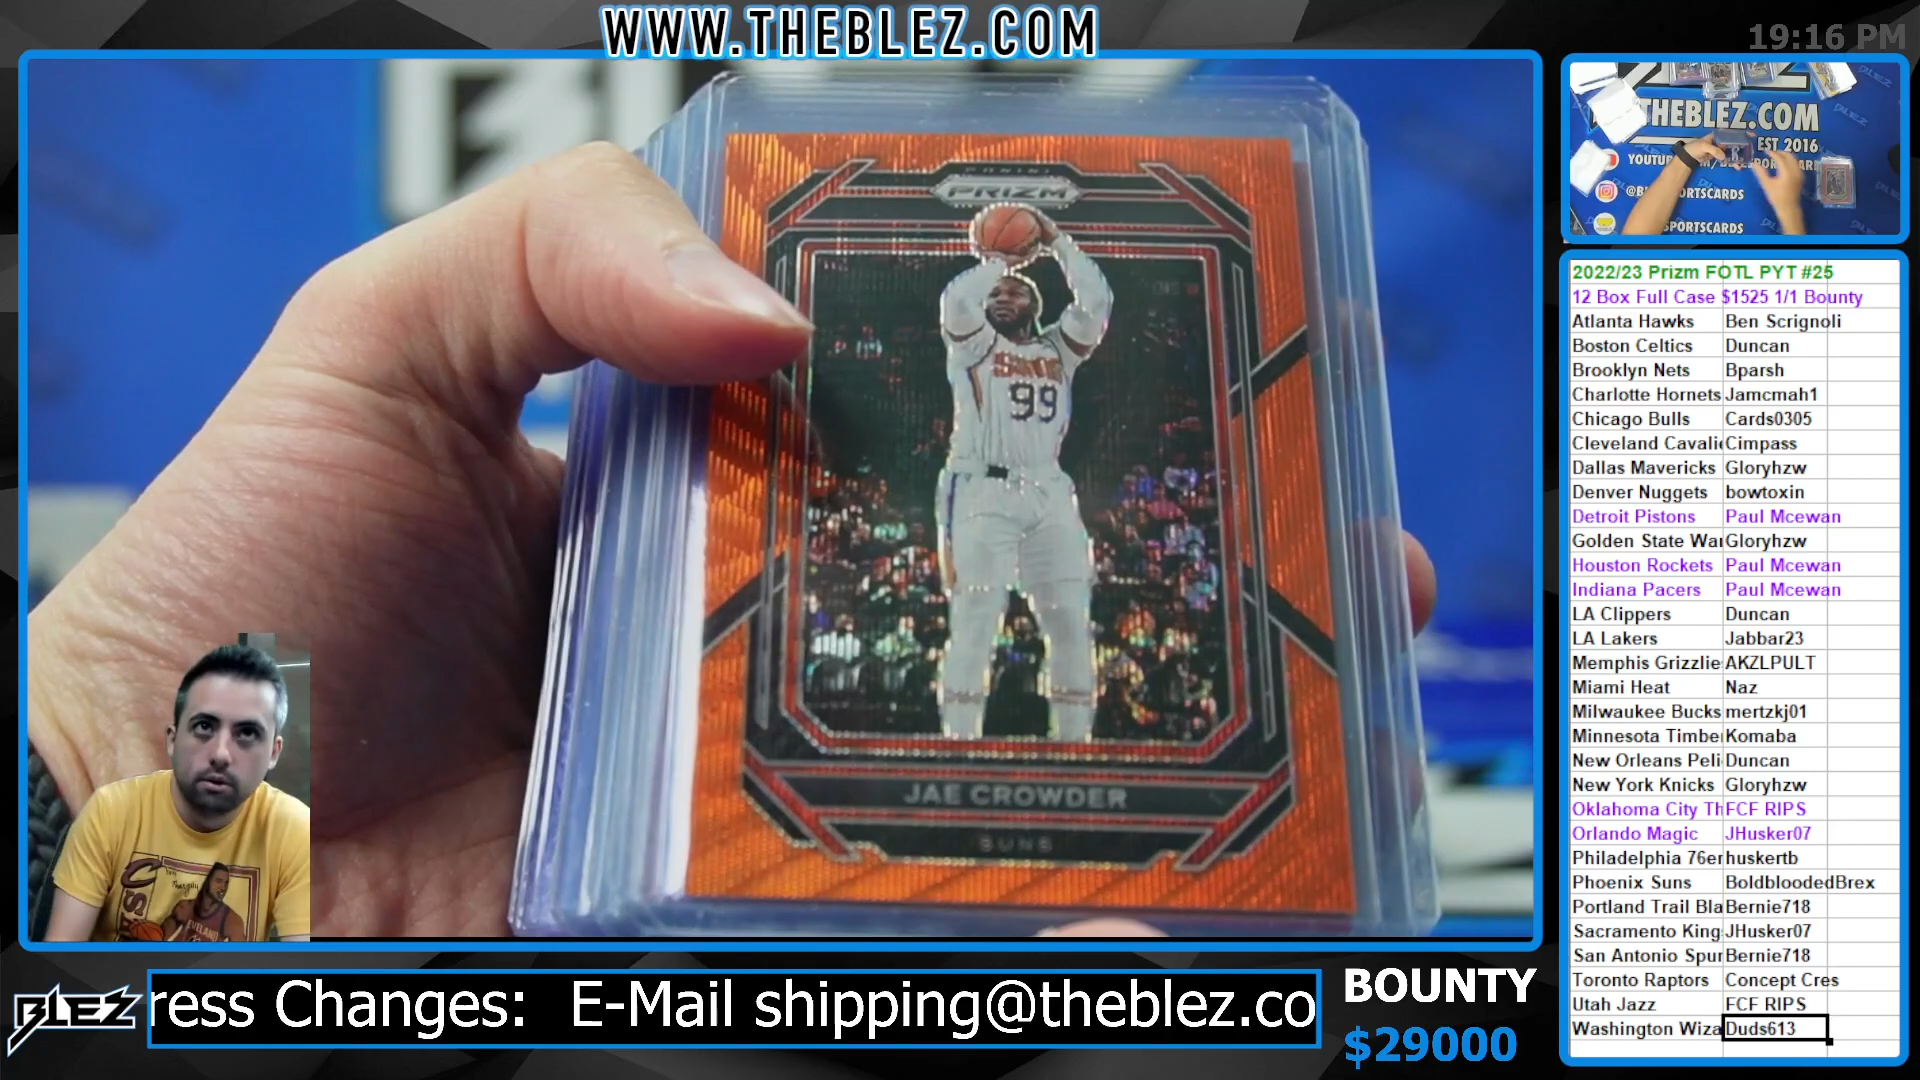 WWW.THEBLEZ.COM
19:16 PM
PANINI
PRIZM
SUNS
99
JAE CROWDER
SUNS
THEBLEZ.COM
EST 2016
2022/23 Prizm FOTL PYT #25
12 Box Full Case $1525 1/1 Bounty
Atlanta Hawks Ben Scrignoli
Boston Celtics Duncan
Brooklyn Nets Bparsh
Charlotte Hornets Jamcmah1
Chicago Bulls Cards0305
Cleveland Cavali Cimpass
Dallas Mavericks Gloryhzw
Denver Nuggets bowtoxin
Detroit Pistons Paul Mcewan
Golden State War Gloryhzw
Houston Rockets Paul Mcewan
Indiana Pacers Paul Mcewan
LA Clippers Duncan
LA Lakers Jabbar23
Memphis Grizzlie AKZLPULT
Miami Heat Naz
Milwaukee Bucks mertzkj01
Minnesota Timbe Komaba
New Orleans Peli Duncan
New York Knicks Gloryhzw
Oklahoma City Th FCF RIPS
Orlando Magic JHusker07
Philadelphia 76er huskertb
Phoenix Suns BoldbloodedBrex
Portland Trail Bla Bernie718
Sacramento King JHusker07
San Antonio Spur Bernie718
Toronto Raptors Concept Cres
Utah Jazz FCF RIPS
Washington Wiza Duds613
BLEZ
ress Changes: E-Mail shipping@theblez.co
BOUNTY
$29000